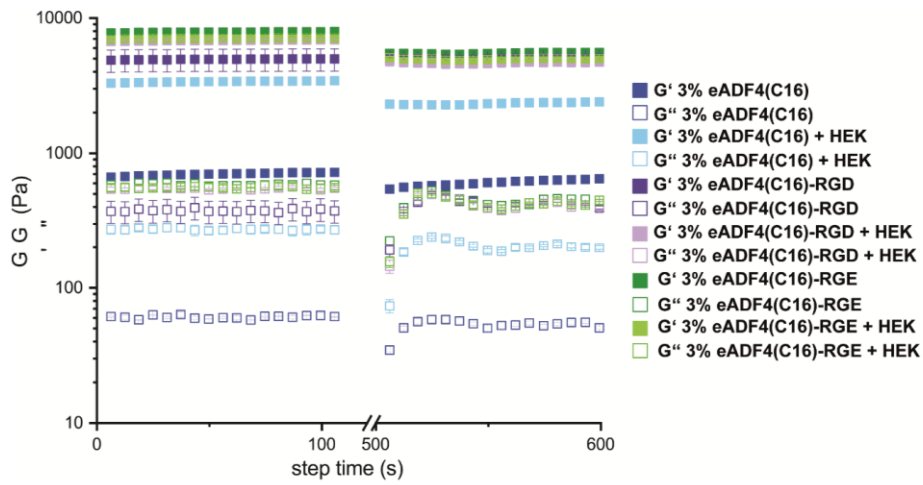 10000
1000
100
10
G G (Pa)
' "
0
100
500
600
step time (s)
G‘ 3% eADF4(C16)
G‘‘ 3% eADF4(C16)
G‘ 3% eADF4(C16) + HEK
G‘‘ 3% eADF4(C16) + HEK
G‘ 3% eADF4(C16)-RGD
G‘‘ 3% eADF4(C16)-RGD
G‘ 3% eADF4(C16)-RGD + HEK
G‘‘ 3% eADF4(C16)-RGD + HEK
G‘ 3% eADF4(C16)-RGE
G‘‘ 3% eADF4(C16)-RGE
G‘ 3% eADF4(C16)-RGE + HEK
G‘‘ 3% eADF4(C16)-RGE + HEK